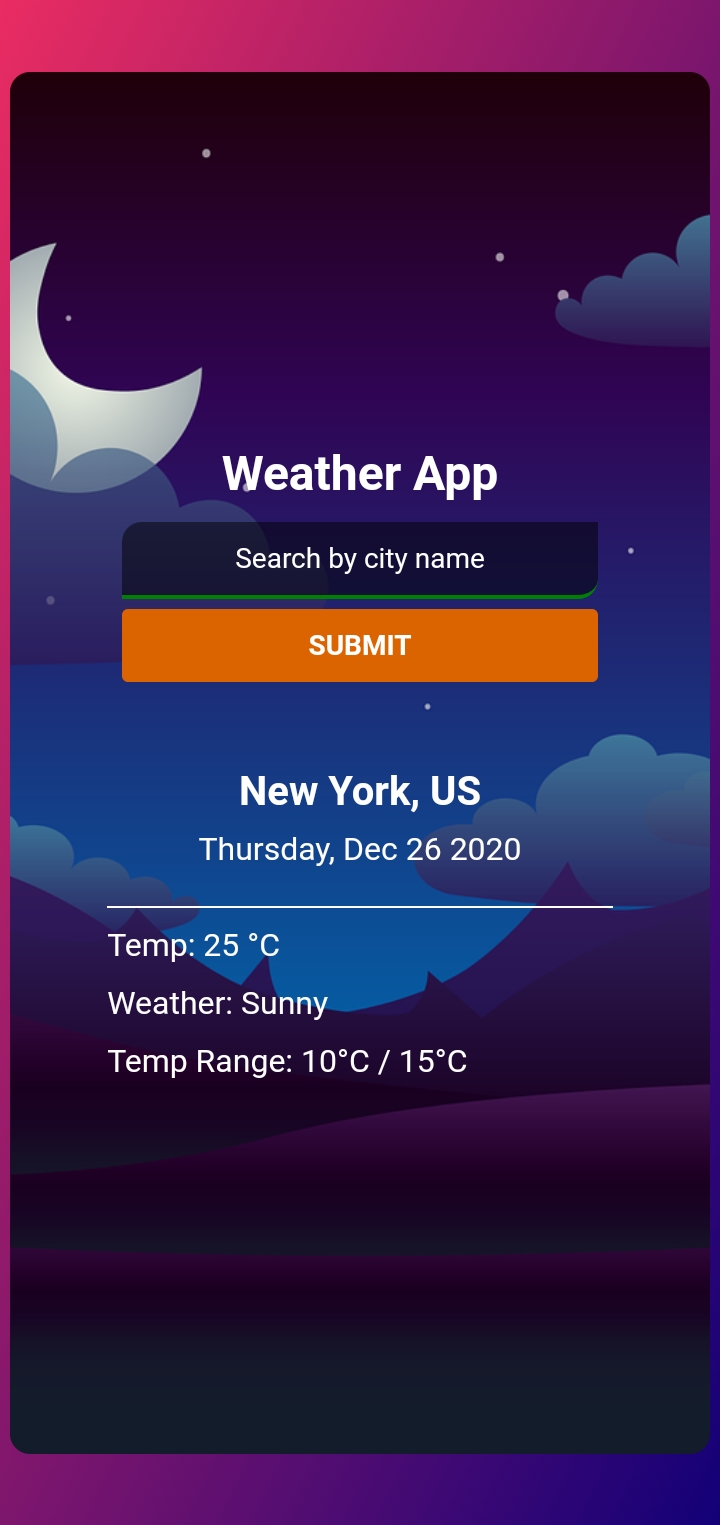 Weather App
Search by city name
SUBMIT
New York, US
Thursday, Dec 26 2020
Temp: 25 °C
Weather: Sunny
Temp Range: 10°C / 15°C